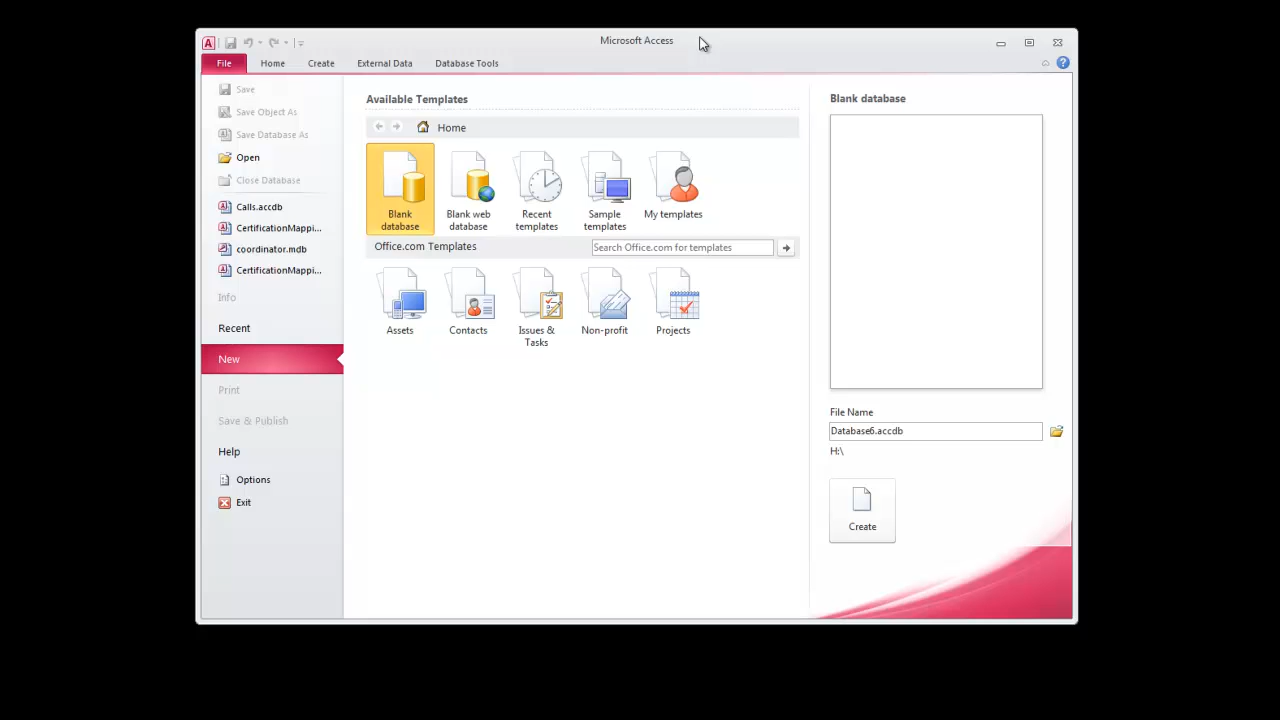 Microsoft Access
File Home Create External Data Database Tools
Save
Save Object As
Save Database As
Open
Close Database
Calls.accdb
CertificationMappi...
coordinator.mdb
CertificationMappi...
Info
Recent
New
Print
Save & Publish
Help
Options
Exit
Available Templates
Home
Blank
database
Blank web
database
Recent
templates
Sample
templates
My templates
Office.com Templates
Search Office.com for templates
Assets
Contacts
Issues &
Tasks
Non-profit
Projects
Blank database
File Name
Database6.accdb
H:\
Create